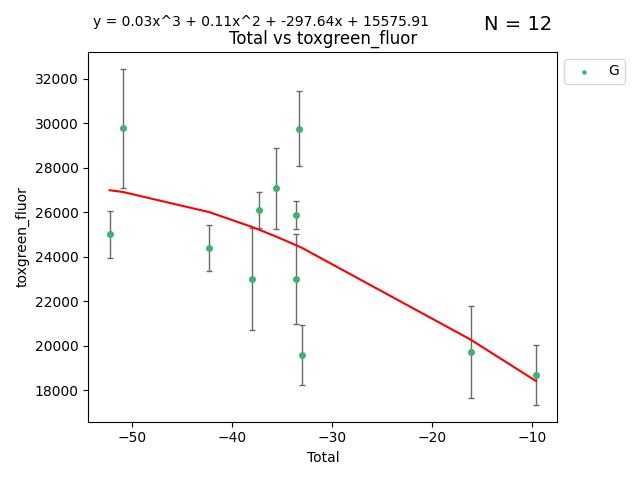 y = 0.03x^3 + 0.11x^2 + -297.64x + 15575.91
N = 12
Total vs toxgreen_fluor
G
32000
30000
28000
26000
24000
22000
20000
18000
toxgreen_fluor
−50 −40 −30 −20 −10
Total